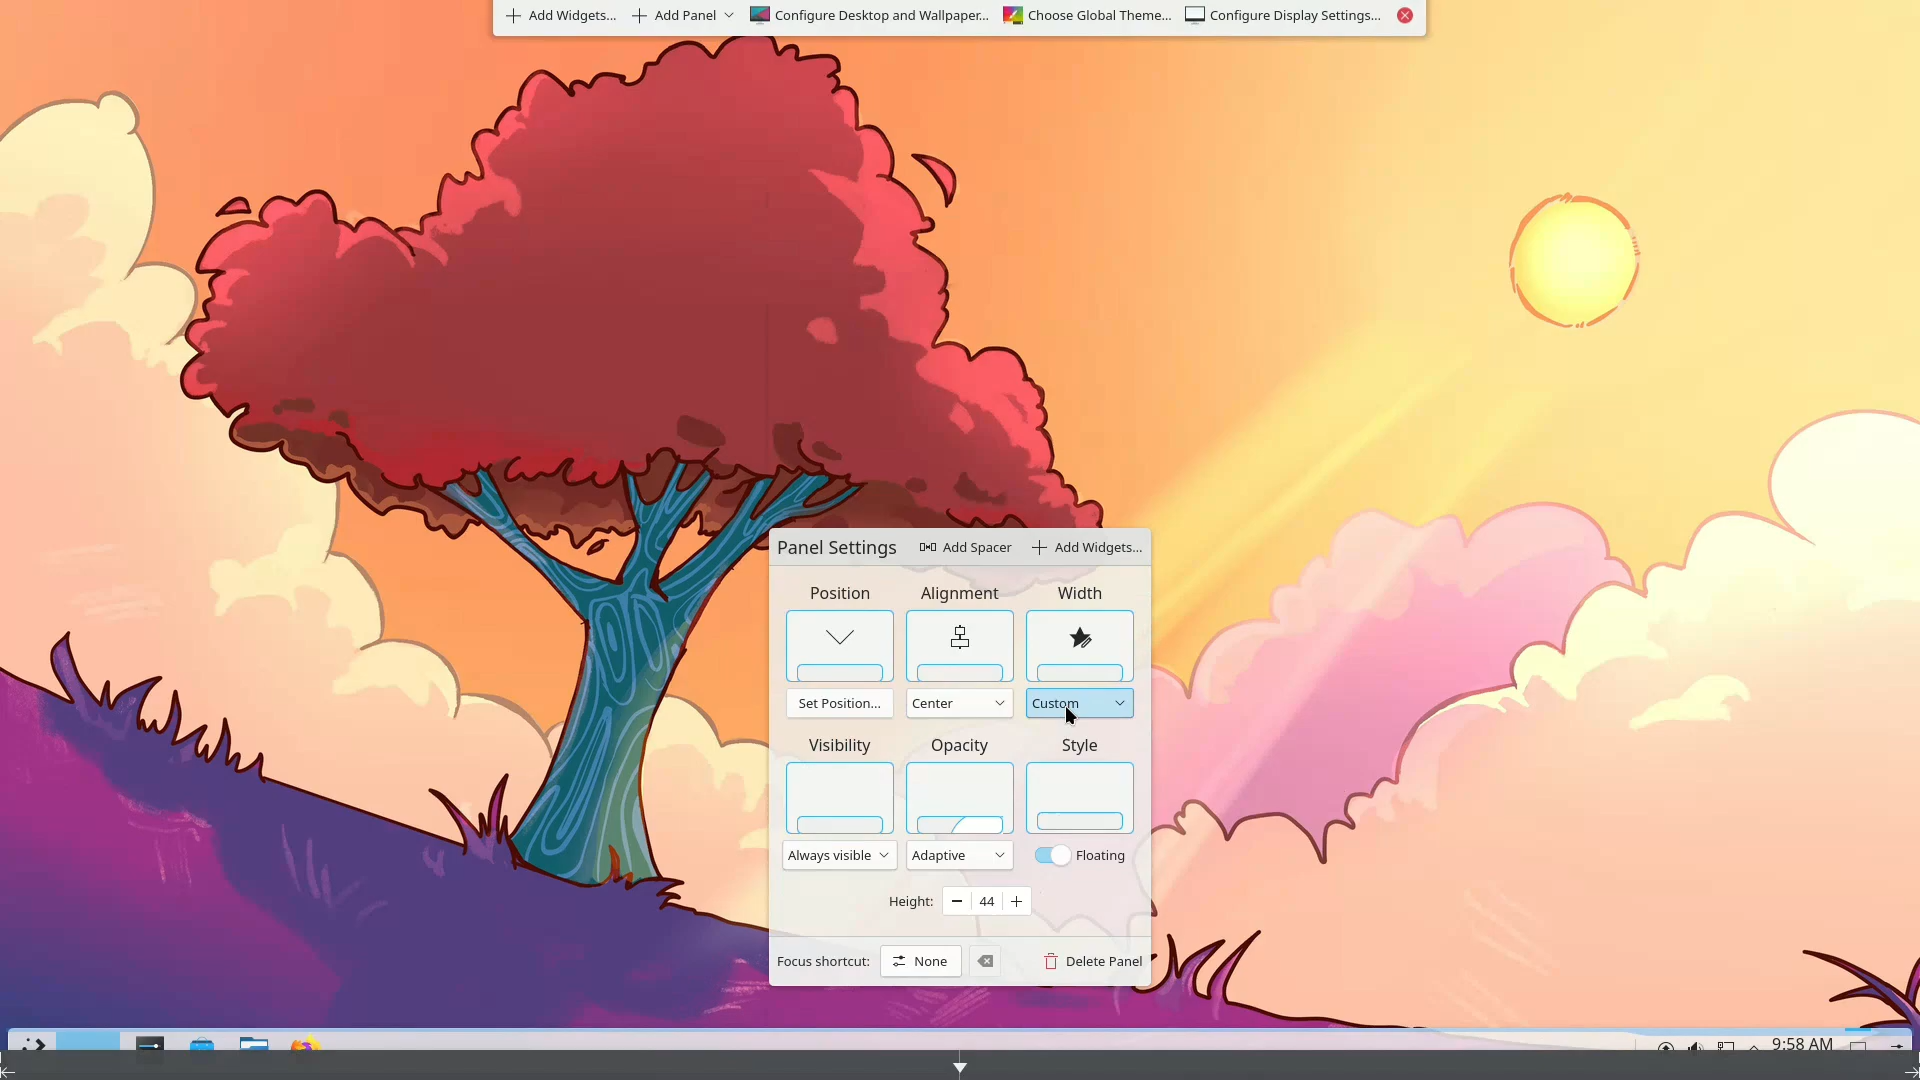 Add Widgets... Add Panel Configure Desktop and Wallpaper... Choose Global Theme... Configure Display Settings...
Panel Settings Add Spacer Add Widgets...
Position Alignment Width
Set Position... Center Custom
Visibility Opacity Style
Always visible Adaptive Floating
Height: 44
Focus shortcut: None Delete Panel
9:58 AM